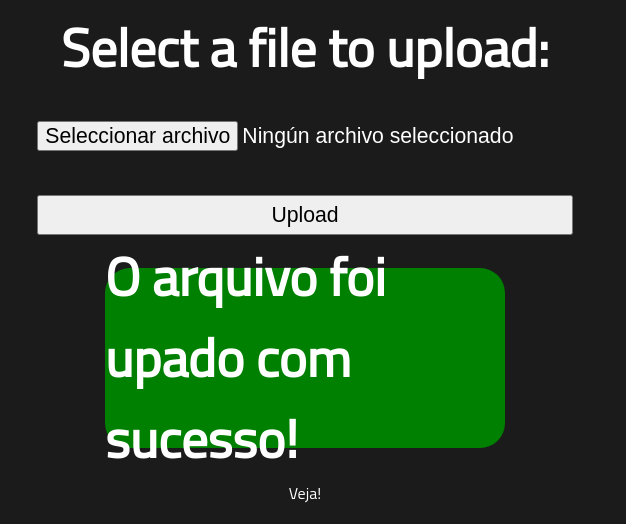 Select a file to upload:
Seleccionar archivo Ningún archivo seleccionado
Upload
O arquivo foi
upado com
sucesso!
Veja!